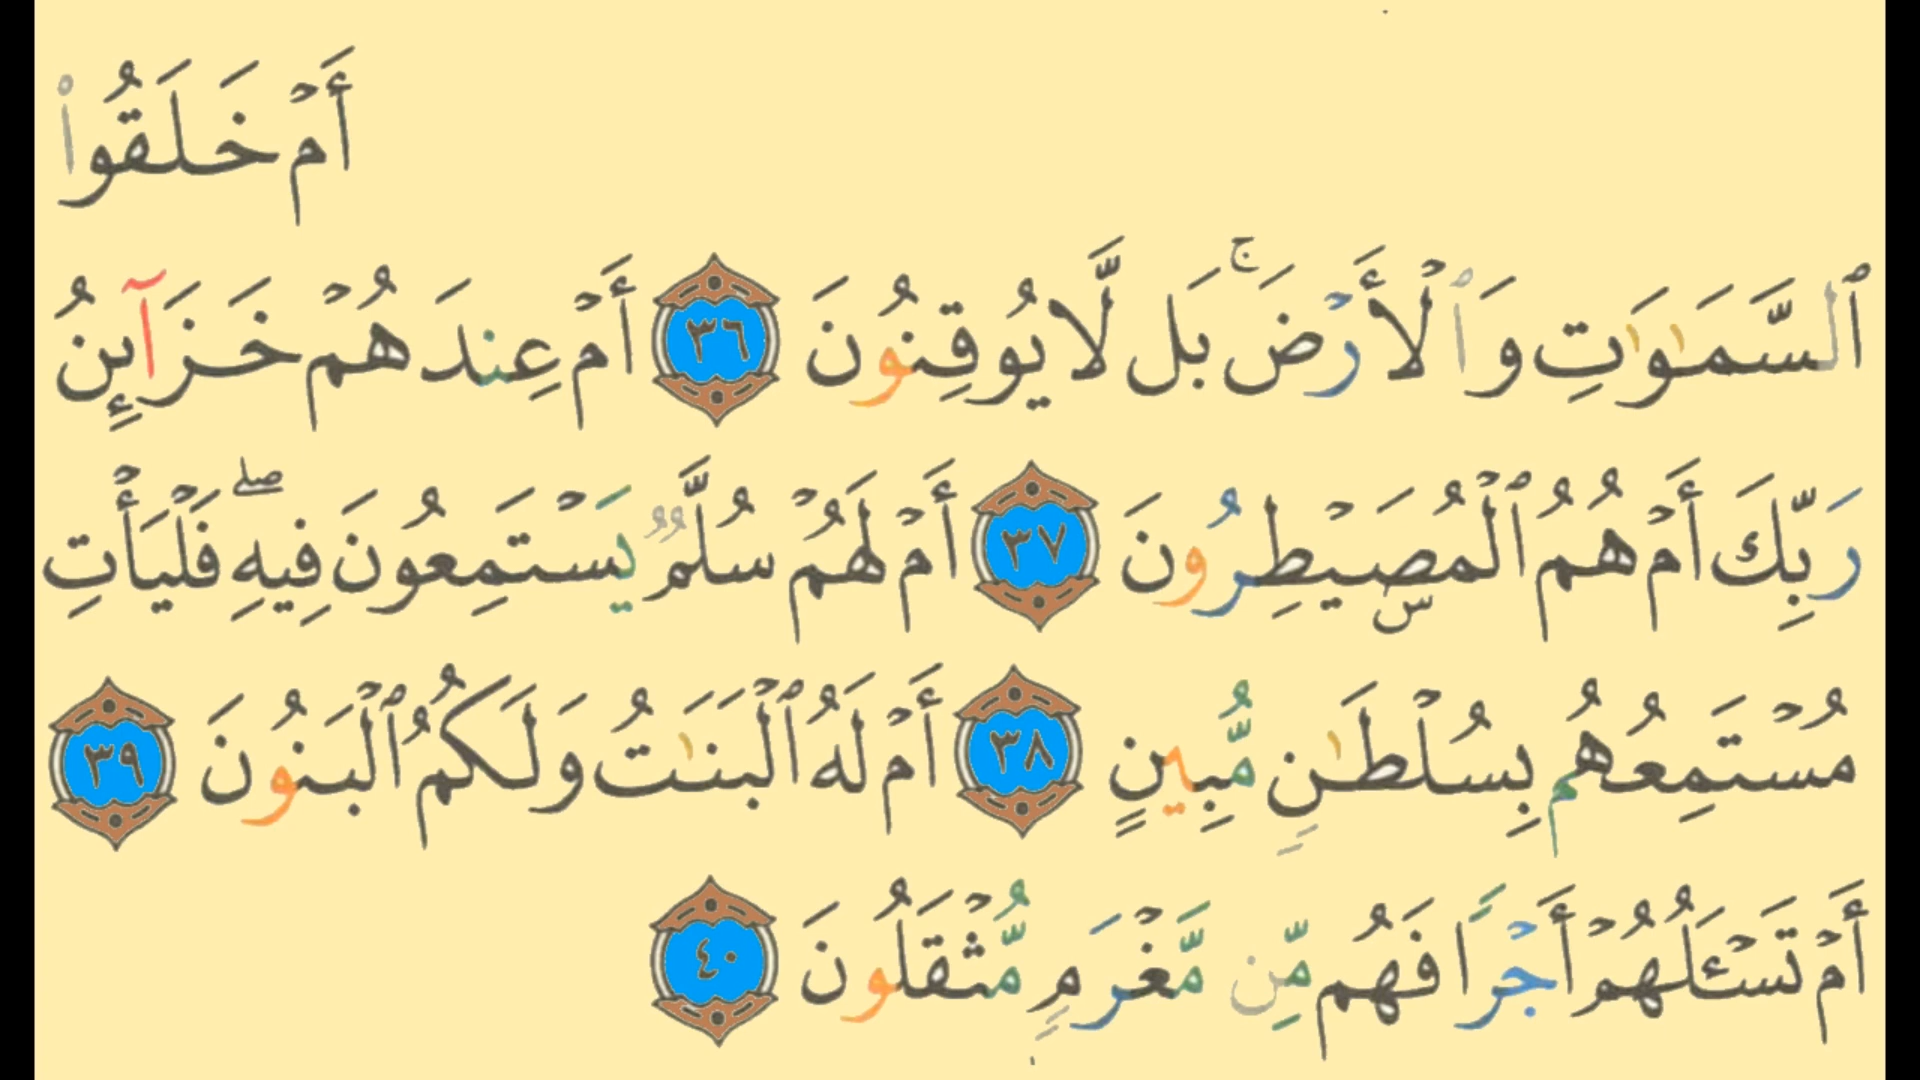 أَمۡ خَلَقُواْ
ٱلسَّمَٰوَٰتِ وَٱلۡأَرۡضَۚ بَل لَّا يُوقِنُونَ ٣٦ أَمۡ عِندَهُمۡ خَزَآئِنُ
رَبِّكَ أَمۡ هُمُ ٱلۡمُصَۜيۡطِرُونَ ٣٧ أَمۡ لَهُمۡ سُلَّمٞ يَسۡتَمِعُونَ فِيهِۖ فَلۡيَأۡتِ
مُسۡتَمِعُهُم بِسُلۡطَٰنٖ مُّبِينٍ ٣٨ أَمۡ لَهُ ٱلۡبَنَٰتُ وَلَكُمُ ٱلۡبَنُونَ ٣٩
أَمۡ تَسۡـَٔلُهُمۡ أَجۡرٗا فَهُم مِّن مَّغۡرَمٖ مُّثۡقَلُونَ ٤٠